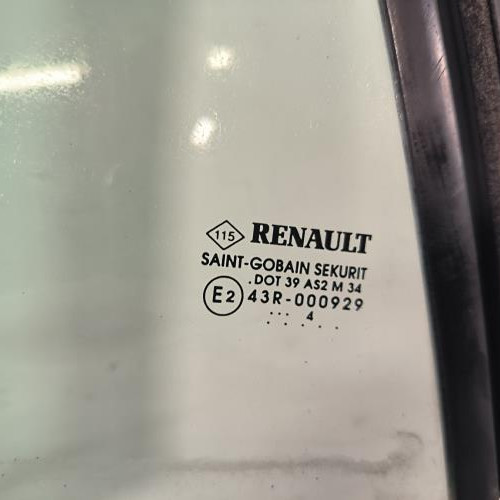 115 RENAULT
SAINT-GOBAIN SEKURIT
.DOT 39 AS2 M 34
E2 43R-000929
... 4
.. . . .